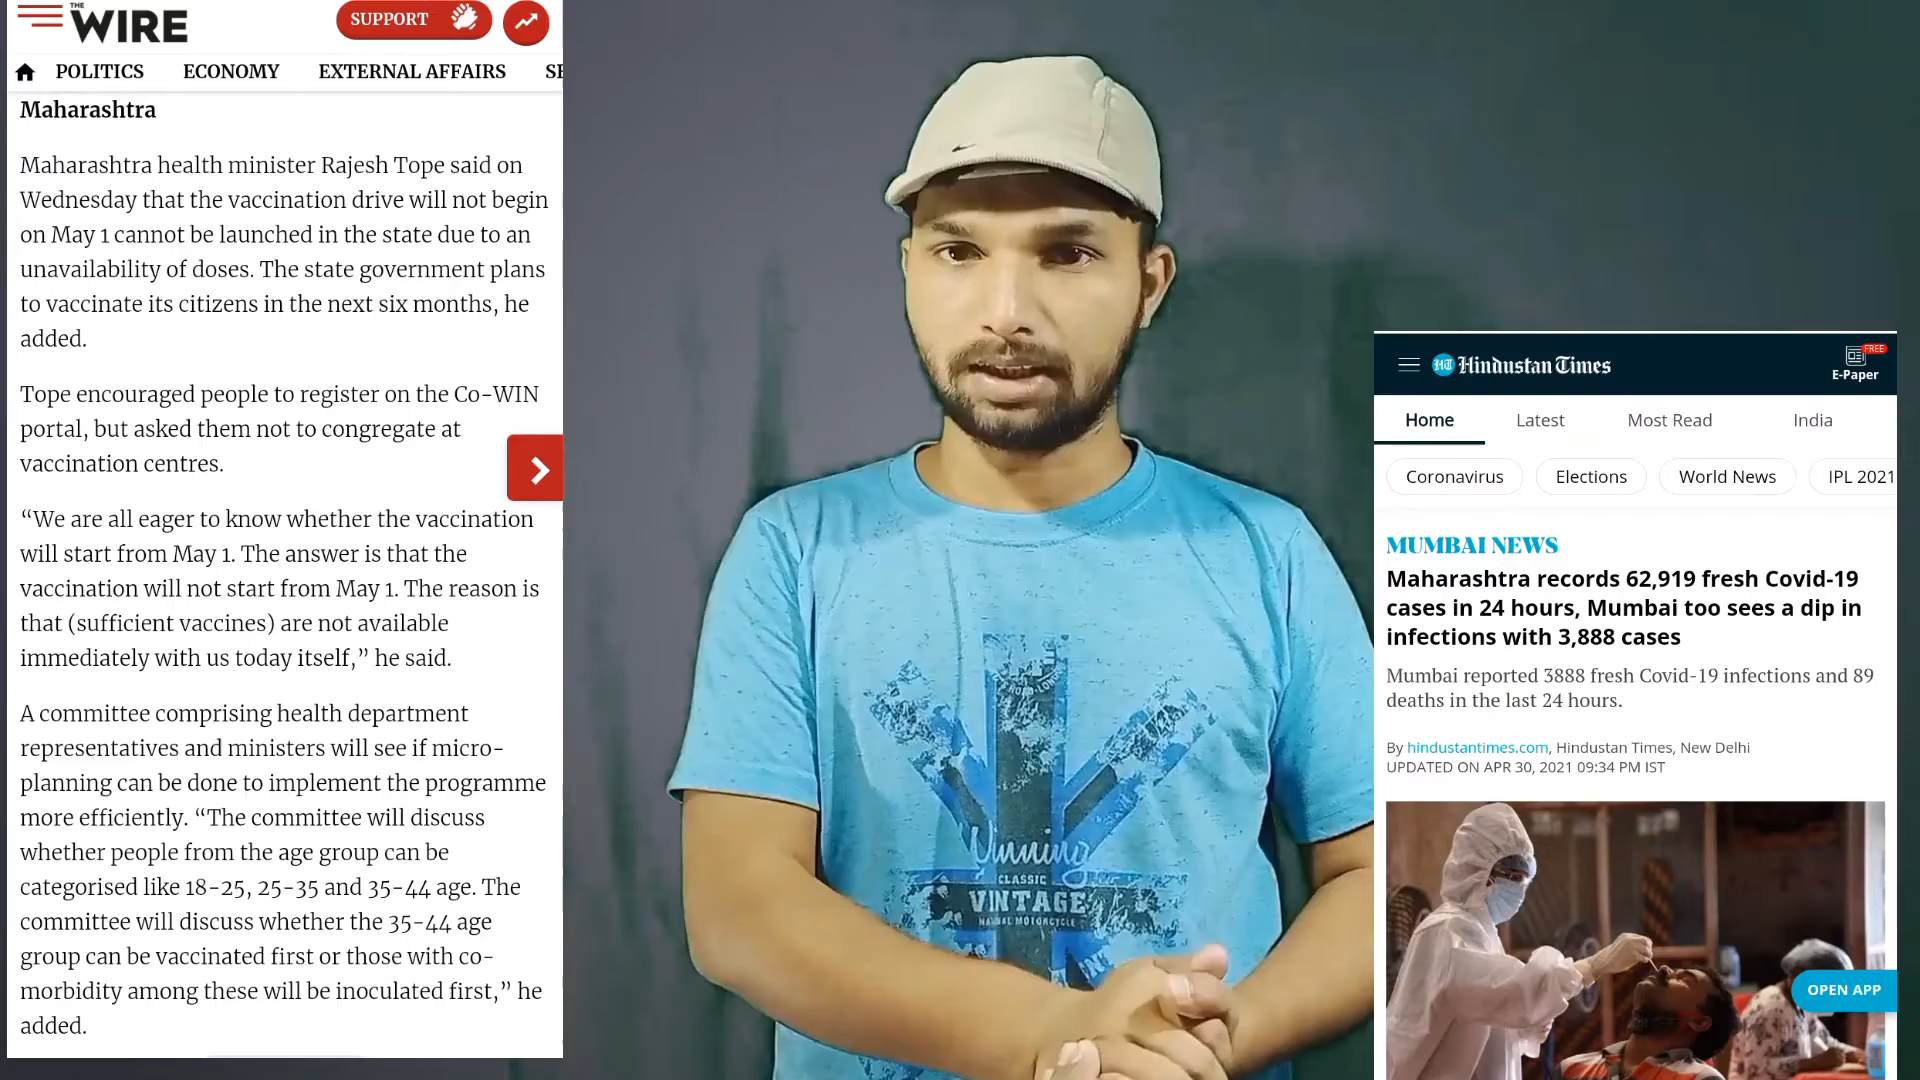 THE
WIRE
SUPPORT
POLITICS ECONOMY EXTERNAL AFFAIRS
Maharashtra
Maharashtra health minister Rajesh Tope said on
Wednesday that the vaccination drive will not begin
on May 1 cannot be launched in the state due to an
unavailability of doses. The state government plans
to vaccinate its citizens in the next six months, he
added.
Tope encouraged people to register on the Co-WIN
portal, but asked them not to congregate at
vaccination centres.
“We are all eager to know whether the vaccination
will start from May 1. The answer is that the
vaccination will not start from May 1. The reason is
that (sufficient vaccines) are not available
immediately with us today itself,” he said.
A committee comprising health department
representatives and ministers will see if micro-
planning can be done to implement the programme
more efficiently. “The committee will discuss
whether people from the age group can be
categorised like 18-25, 25-35 and 35-44 age. The
committee will discuss whether the 35-44 age
group can be vaccinated first or those with co-
morbidity among these will be inoculated first,” he
added.
Winning
CLASSIC
VINTAGE
MOTORCYCLE
HT Hindustan Times
FREE
E-Paper
Home Latest Most Read India
Coronavirus Elections World News IPL 2021
MUMBAI NEWS
Maharashtra records 62,919 fresh Covid-19
cases in 24 hours, Mumbai too sees a dip in
infections with 3,888 cases
Mumbai reported 3888 fresh Covid-19 infections and 89
deaths in the last 24 hours.
By hindustantimes.com, Hindustan Times, New Delhi
UPDATED ON APR 30, 2021 09:34 PM IST
OPEN APP